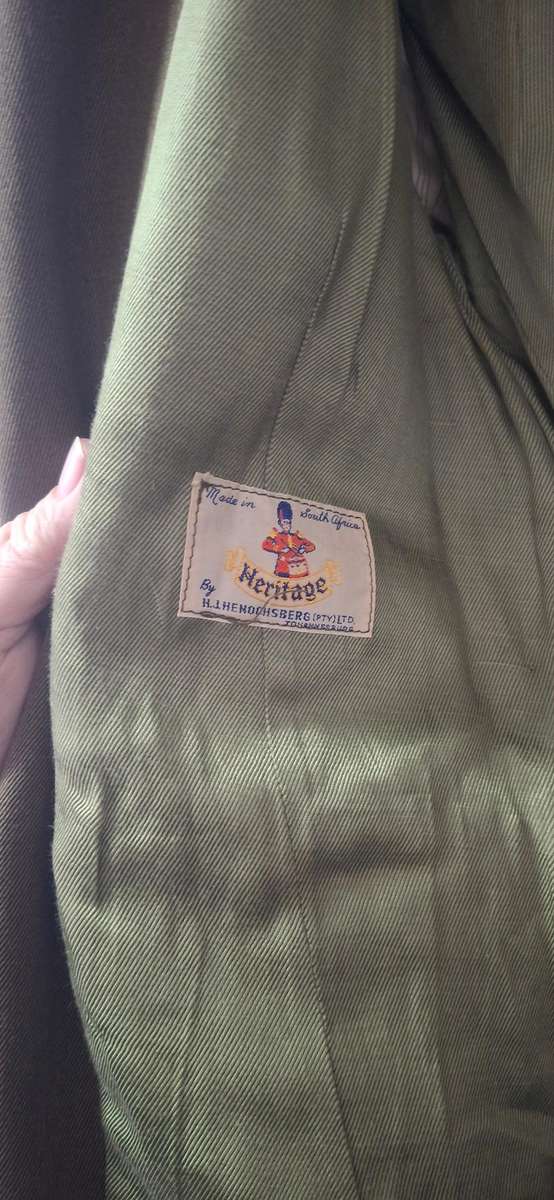 Made in South Africa
Heritage
By
H.J.HENOCHSBERG (PTY) LTD.
JOHANNESBURG